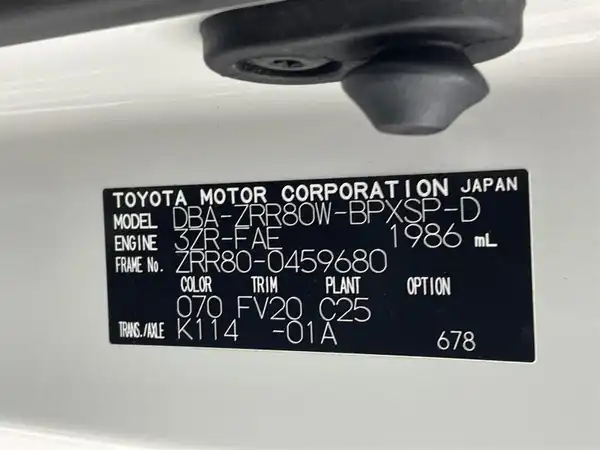 TOYOTA MOTOR CORPORATION JAPAN
MODEL DBA-ZRR80W-BPXSP-D
ENGINE 3ZR-FAE 1986 mL
FRAME No. ZRR80-0459680
COLOR TRIM PLANT OPTION
070 FV20 C25
TRANS./AXLE K114 -01A 678